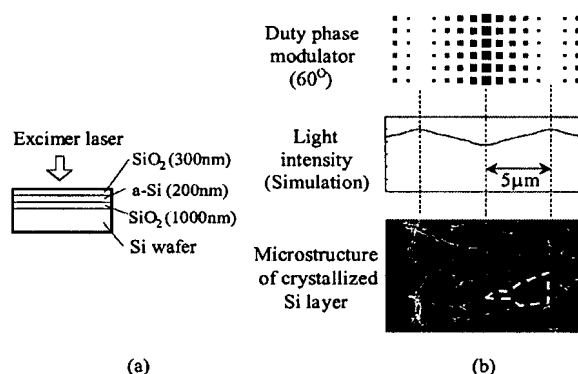 Excimer laser
SiO₂ (300nm)
a-Si (200nm)
SiO₂ (1000nm)
Si wafer
(a)
Duty phase
modulator
(60°)
Light
intensity
(Simulation)
5μm
Microstructure
of crystallized
Si layer
(b)